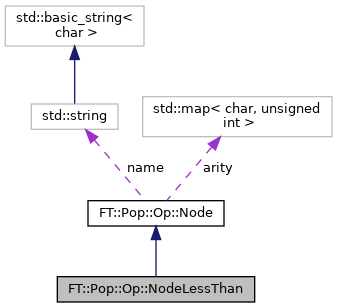 std::basic_string<
char >
std::string
std::map< char, unsigned
int >
name
arity
FT::Pop::Op::Node
FT::Pop::Op::NodeLessThan